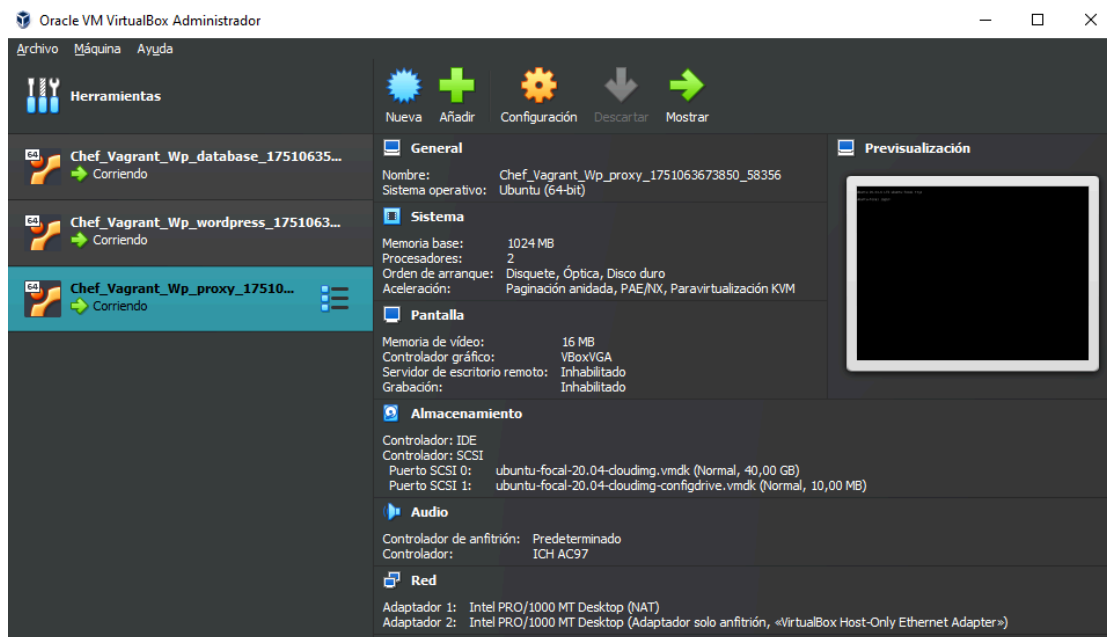 Oracle VM VirtualBox Administrador
Archivo Máquina Ayuda
Herramientas
Nueva Añadir Configuración Descartar Mostrar
64 Chef_Vagrant_Wp_database_17510635...
Corriendo
64 Chef_Vagrant_Wp_wordpress_1751063...
Corriendo
64 Chef_Vagrant_Wp_proxy_17510...
Corriendo
General
Nombre: Chef_Vagrant_Wp_proxy_1751063673850_58356
Sistema operativo: Ubuntu (64-bit)
Sistema
Memoria base: 1024 MB
Procesadores: 2
Orden de arranque: Disquete, Óptica, Disco duro
Aceleración: Paginación anidada, PAE/NX, Paravirtualización KVM
Pantalla
Memoria de vídeo: 16 MB
Controlador gráfico: VBoxVGA
Servidor de escritorio remoto: Inhabilitado
Grabación: Inhabilitado
Almacenamiento
Controlador: IDE
Controlador: SCSI
Puerto SCSI 0: ubuntu-focal-20.04-cloudimg.vmdk (Normal, 40,00 GB)
Puerto SCSI 1: ubuntu-focal-20.04-cloudimg-configdrive.vmdk (Normal, 10,00 MB)
Audio
Controlador de anfitrión: Predeterminado
Controlador: ICH AC97
Red
Adaptador 1: Intel PRO/1000 MT Desktop (NAT)
Adaptador 2: Intel PRO/1000 MT Desktop (Adaptador solo anfitrión, «VirtualBox Host-Only Ethernet Adapter»)
Previsualización